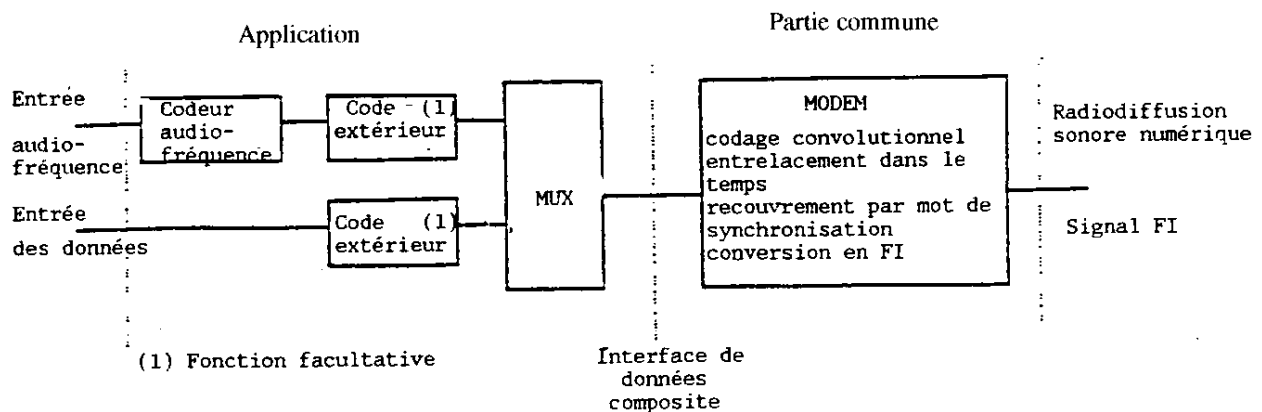 Application
Partie commune
Entrée
audio-
fréquence
Codeur
audio-
fréquence
Code (1)
extérieur
MUX
MODEM
codage convolutionnel
entrelacement dans le
temps
recouvrement par mot de
synchronisation
conversion en FI
Radiodiffusion
sonore numérique
Entrée
des données
Code (1)
extérieur
Signal FI
(1) Fonction facultative
Interface de
données
composite